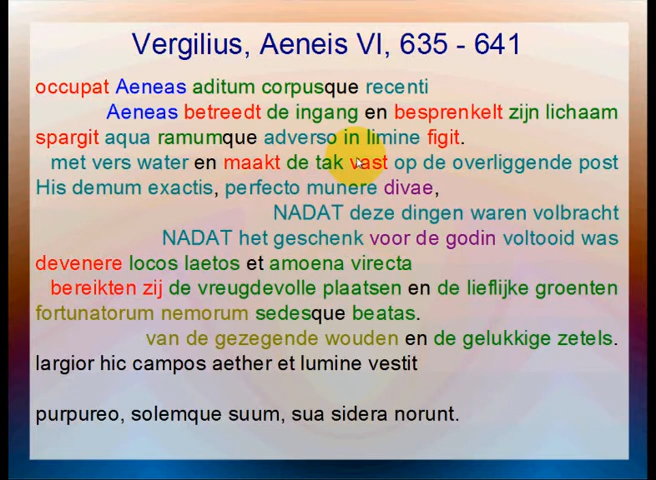 Vergilius, Aeneis VI, 635 - 641
occupat Aeneas aditum corpusque recenti
Aeneas betreedt de ingang en besprenkelt zijn lichaam
spargit aqua ramumque adverso in limine figit.
met vers water en maakt de tak vast op de overliggende post
His demum exactis, perfecto munere divae,
NADAT deze dingen waren volbracht
NADAT het geschenk voor de godin voltooid was
devenere locos laetos et amoena virecta
bereikten zij de vreugdevolle plaatsen en de lieflijke groenten
fortunatorum nemorum sedesque beatas.
van de gezegende wouden en de gelukkige zetels.
largior hic campos aether et lumine vestit
purpureo, solemque suum, sua sidera norunt.